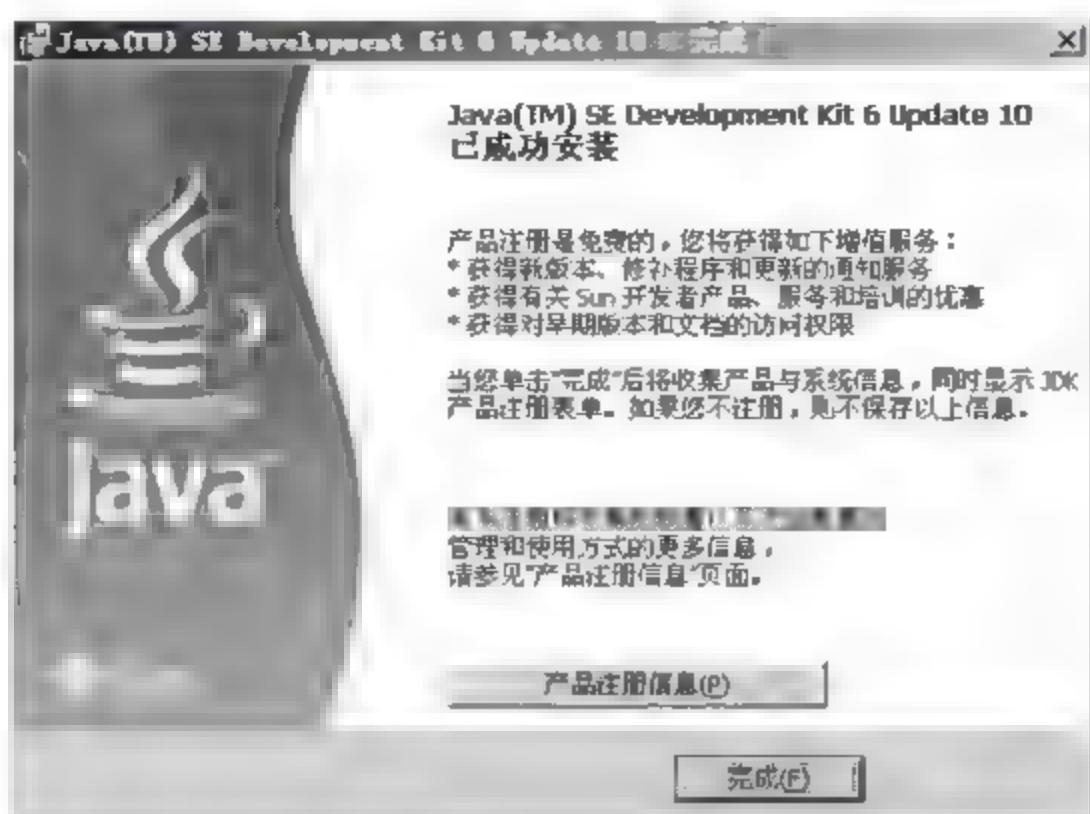 Java(TM) SE Development Kit 6 Update 10 - 完成
Java(TM) SE Development Kit 6 Update 10
已成功安装
产品注册是免费的，您将获得如下增值服务：
* 获得新版本、修补程序和更新的通知服务
* 获得有关 Sun 开发者产品、服务和培训的优惠
* 获得对早期版本和文档的访问权限
当您单击"完成"后将收集产品与系统信息，同时显示 JDK
产品注册表单。如果您不注册，则不保存以上信息。
管理和使用方式的更多信息，
请参见"产品注册信息"页面。
产品注册信息(P)
完成(F)
Java